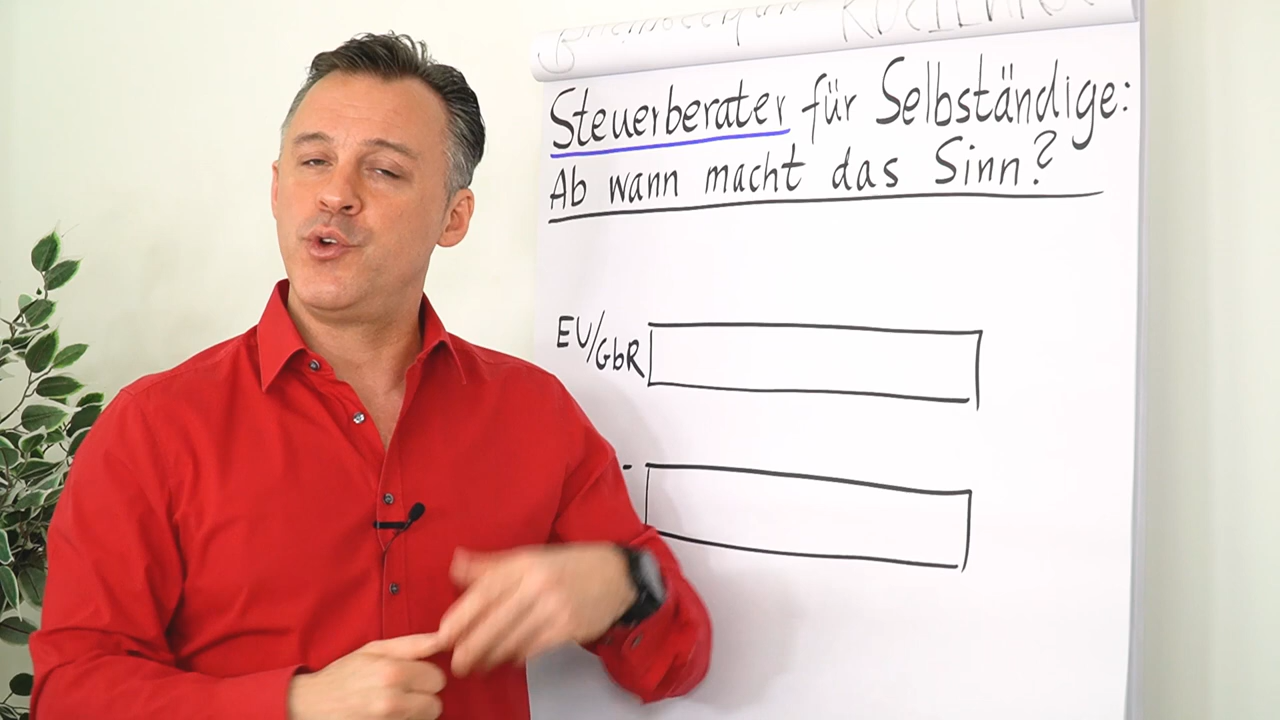 Steuerberater für Selbständige:
Ab wann macht das Sinn?
EU/GbR